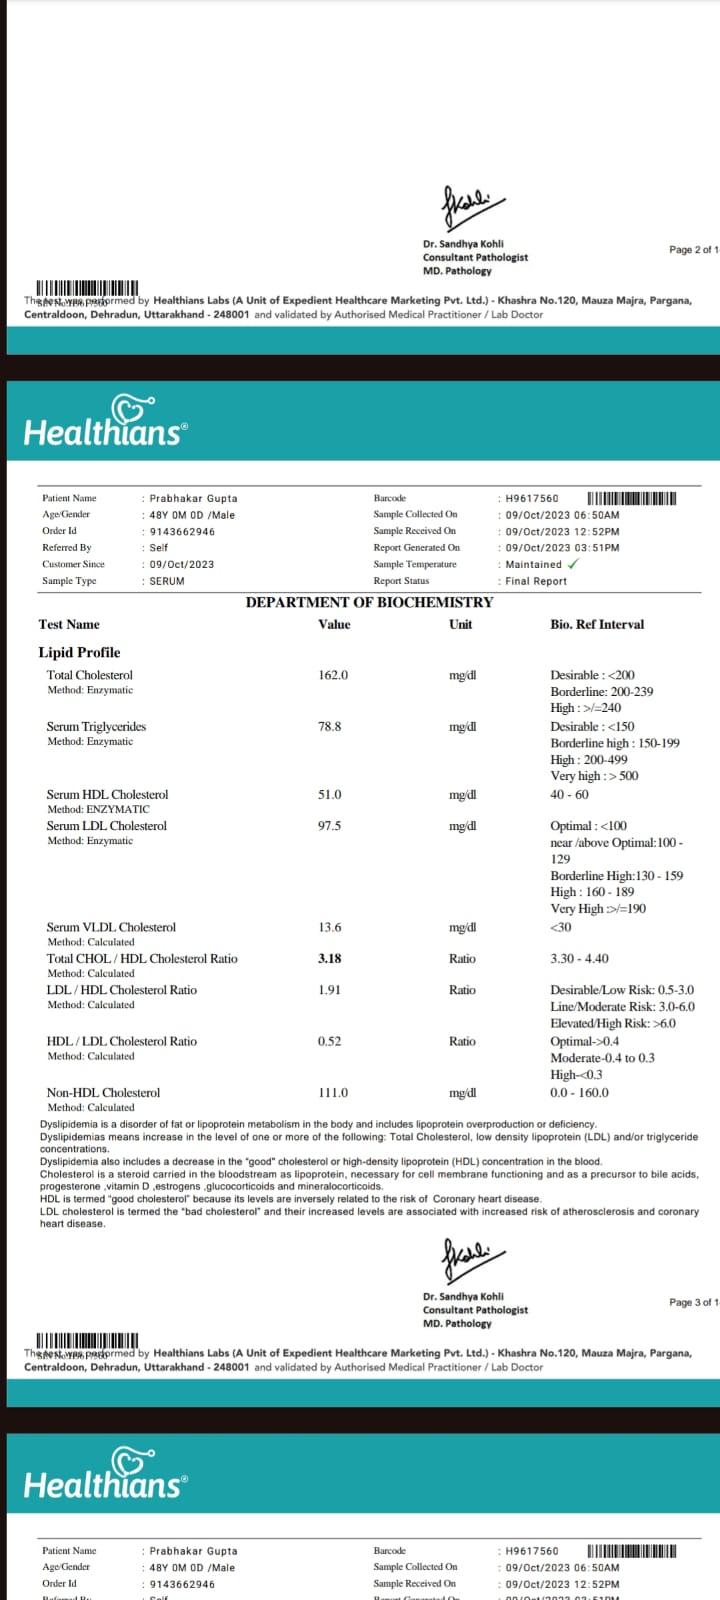 Dr. Sandhya Kohli
Consultant Pathologist
MD. Pathology
Page 2 of 1
The test was performed by Healthians Labs (A Unit of Expedient Healthcare Marketing Pvt. Ltd.) - Khashra No.120, Mauza Majra, Pargana,
Centraldoon, Dehradun, Uttarakhand - 248001 and validated by Authorised Medical Practitioner / Lab Doctor
Healthians®
Patient Name : Prabhakar Gupta Barcode : H9617560
Age/Gender : 48Y 0M 0D /Male Sample Collected On : 09/Oct/2023 06:50AM
Order Id : 9143662946 Sample Received On : 09/Oct/2023 12:52PM
Referred By : Self Report Generated On : 09/Oct/2023 03:51PM
Customer Since : 09/Oct/2023 Sample Temperature : Maintained ✓
Sample Type : SERUM Report Status : Final Report
DEPARTMENT OF BIOCHEMISTRY
Test Name Value Unit Bio. Ref Interval
Lipid Profile
Total Cholesterol 162.0 mg/dl Desirable : <200
Method: Enzymatic Borderline: 200-239
High : >/=240
Serum Triglycerides 78.8 mg/dl Desirable : <150
Method: Enzymatic Borderline high : 150-199
High : 200-499
Very high : > 500
Serum HDL Cholesterol 51.0 mg/dl 40 - 60
Method: ENZYMATIC
Serum LDL Cholesterol 97.5 mg/dl Optimal : <100
Method: Enzymatic near /above Optimal:100 -
129
Borderline High:130 - 159
High : 160 - 189
Very High :>/=190
Serum VLDL Cholesterol 13.6 mg/dl <30
Method: Calculated
Total CHOL / HDL Cholesterol Ratio 3.18 Ratio 3.30 - 4.40
Method: Calculated
LDL / HDL Cholesterol Ratio 1.91 Ratio Desirable/Low Risk: 0.5-3.0
Method: Calculated Line/Moderate Risk: 3.0-6.0
Elevated/High Risk: >6.0
HDL / LDL Cholesterol Ratio 0.52 Ratio Optimal->0.4
Method: Calculated Moderate-0.4 to 0.3
High-<0.3
Non-HDL Cholesterol 111.0 mg/dl 0.0 - 160.0
Method: Calculated
Dyslipidemia is a disorder of fat or lipoprotein metabolism in the body and includes lipoprotein overproduction or deficiency.
Dyslipidemias means increase in the level of one or more of the following: Total Cholesterol, low density lipoprotein (LDL) and/or triglyceride
concentrations.
Dyslipidemia also includes a decrease in the "good" cholesterol or high-density lipoprotein (HDL) concentration in the blood.
Cholesterol is a steroid carried in the bloodstream as lipoprotein, necessary for cell membrane functioning and as a precursor to bile acids,
progesterone ,vitamin D ,estrogens ,glucocorticoids and mineralocorticoids.
HDL is termed "good cholesterol" because its levels are inversely related to the risk of Coronary heart disease.
LDL cholesterol is termed the "bad cholesterol" and their increased levels are associated with increased risk of atherosclerosis and coronary
heart disease.
Dr. Sandhya Kohli
Consultant Pathologist
MD. Pathology
Page 3 of 1
The test was performed by Healthians Labs (A Unit of Expedient Healthcare Marketing Pvt. Ltd.) - Khashra No.120, Mauza Majra, Pargana,
Centraldoon, Dehradun, Uttarakhand - 248001 and validated by Authorised Medical Practitioner / Lab Doctor
Healthians®
Patient Name : Prabhakar Gupta Barcode : H9617560
Age/Gender : 48Y 0M 0D /Male Sample Collected On : 09/Oct/2023 06:50AM
Order Id : 9143662946 Sample Received On : 09/Oct/2023 12:52PM